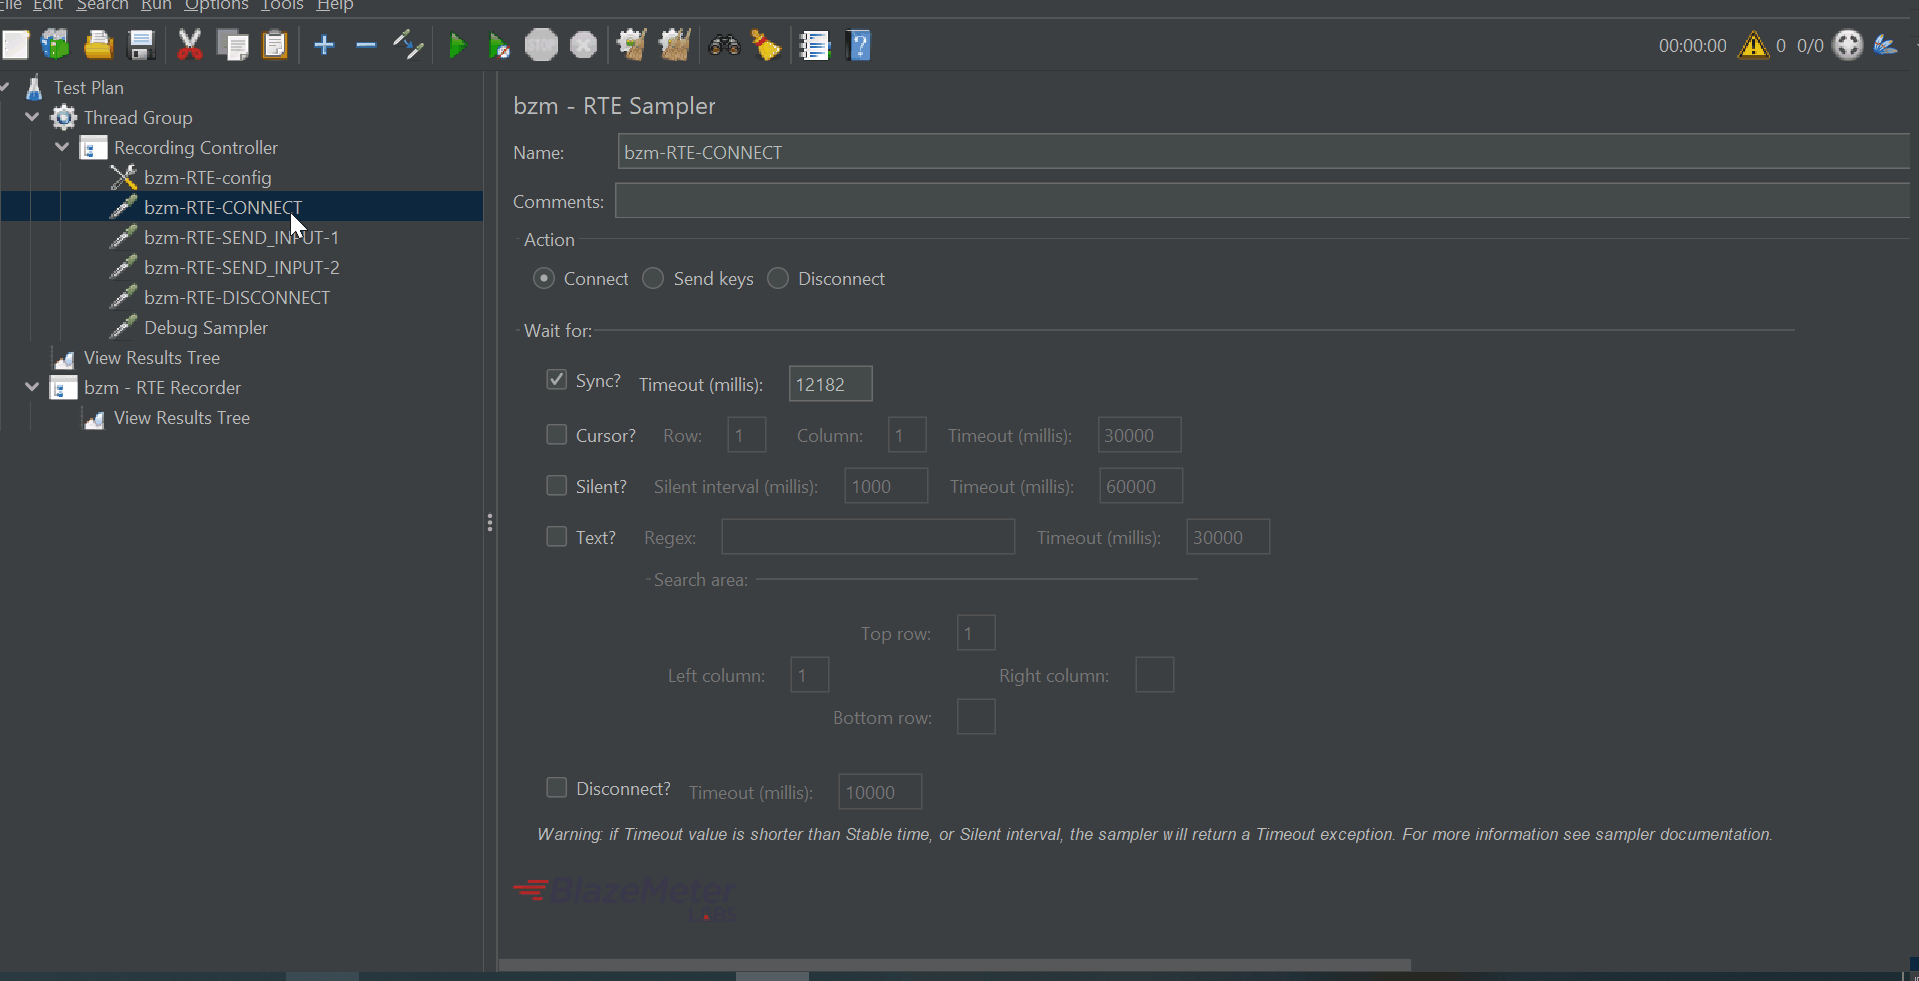 File Edit Search Run Options Tools Help
STOP
00:00:00 0 0/0
Test Plan
Thread Group
Recording Controller
bzm-RTE-config
bzm-RTE-CONNECT
bzm-RTE-SEND_INPUT-1
bzm-RTE-SEND_INPUT-2
bzm-RTE-DISCONNECT
Debug Sampler
View Results Tree
bzm - RTE Recorder
View Results Tree
bzm - RTE Sampler
Name: bzm-RTE-CONNECT
Comments:
Action
Connect Send keys Disconnect
Wait for:
Sync? Timeout (millis): 12182
Cursor? Row: 1 Column: 1 Timeout (millis): 30000
Silent? Silent interval (millis): 1000 Timeout (millis): 60000
Text? Regex: Timeout (millis): 30000
Search area:
Top row: 1
Left column: 1 Right column:
Bottom row:
Disconnect? Timeout (millis): 10000
Warning: if Timeout value is shorter than Stable time, or Silent interval, the sampler will return a Timeout exception. For more information see sampler documentation.
BlazeMeter
LABS